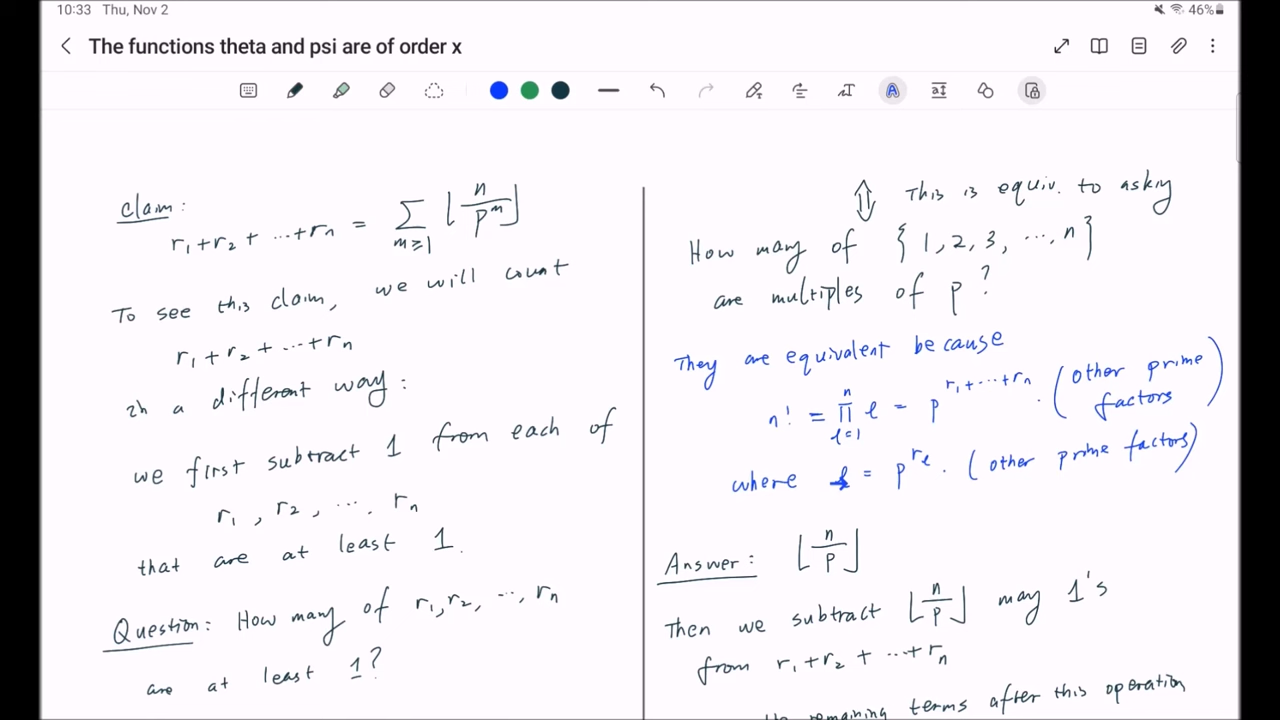 10:33 Thu, Nov 2
46%
The functions theta and psi are of order x
Claim:
r₁+r₂+ ⋯ +rₙ = ∑_{m≥1} ⌊n/p^m⌋
To see this claim, we will count
r₁+r₂+ ⋯ +rₙ
in a different way:
we first subtract 1 from each of
r₁, r₂, ⋯, rₙ
that are at least 1.
Question: How many of r₁, r₂, ⋯, rₙ
are at least 1?
⇕ This is equiv. to asking
How many of {1, 2, 3, ⋯, n}
are multiples of p?
They are equivalent because
n! = ∏_{ℓ=1}^{n} ℓ = p^{r₁+⋯+rₙ} · (other prime
factors)
where ℓ = p^{r_ℓ} · (other prime factors)
Answer: ⌊n/p⌋
Then we subtract ⌊n/p⌋ many 1's
from r₁+r₂+ ⋯ +rₙ
remaining terms after this operation